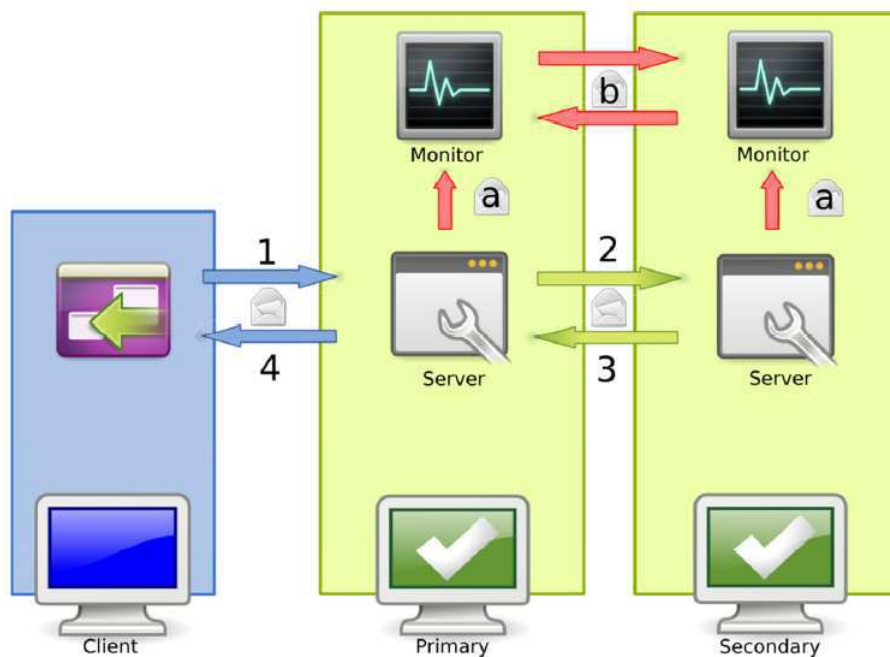 b
Monitor
Monitor
a
a
1
2
4
Server
3
Server
Client
Primary
Secondary